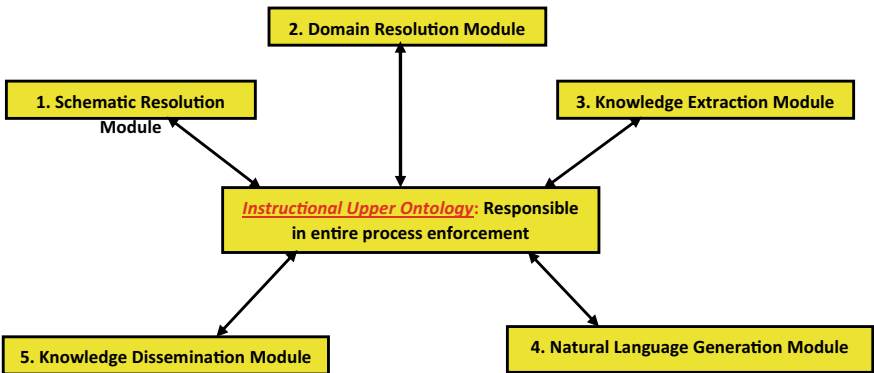 2. Domain Resolution Module
1. Schematic Resolution
Module
3. Knowledge Extraction Module
Instructional Upper Ontology: Responsible
in entire process enforcement
5. Knowledge Dissemination Module
4. Natural Language Generation Module